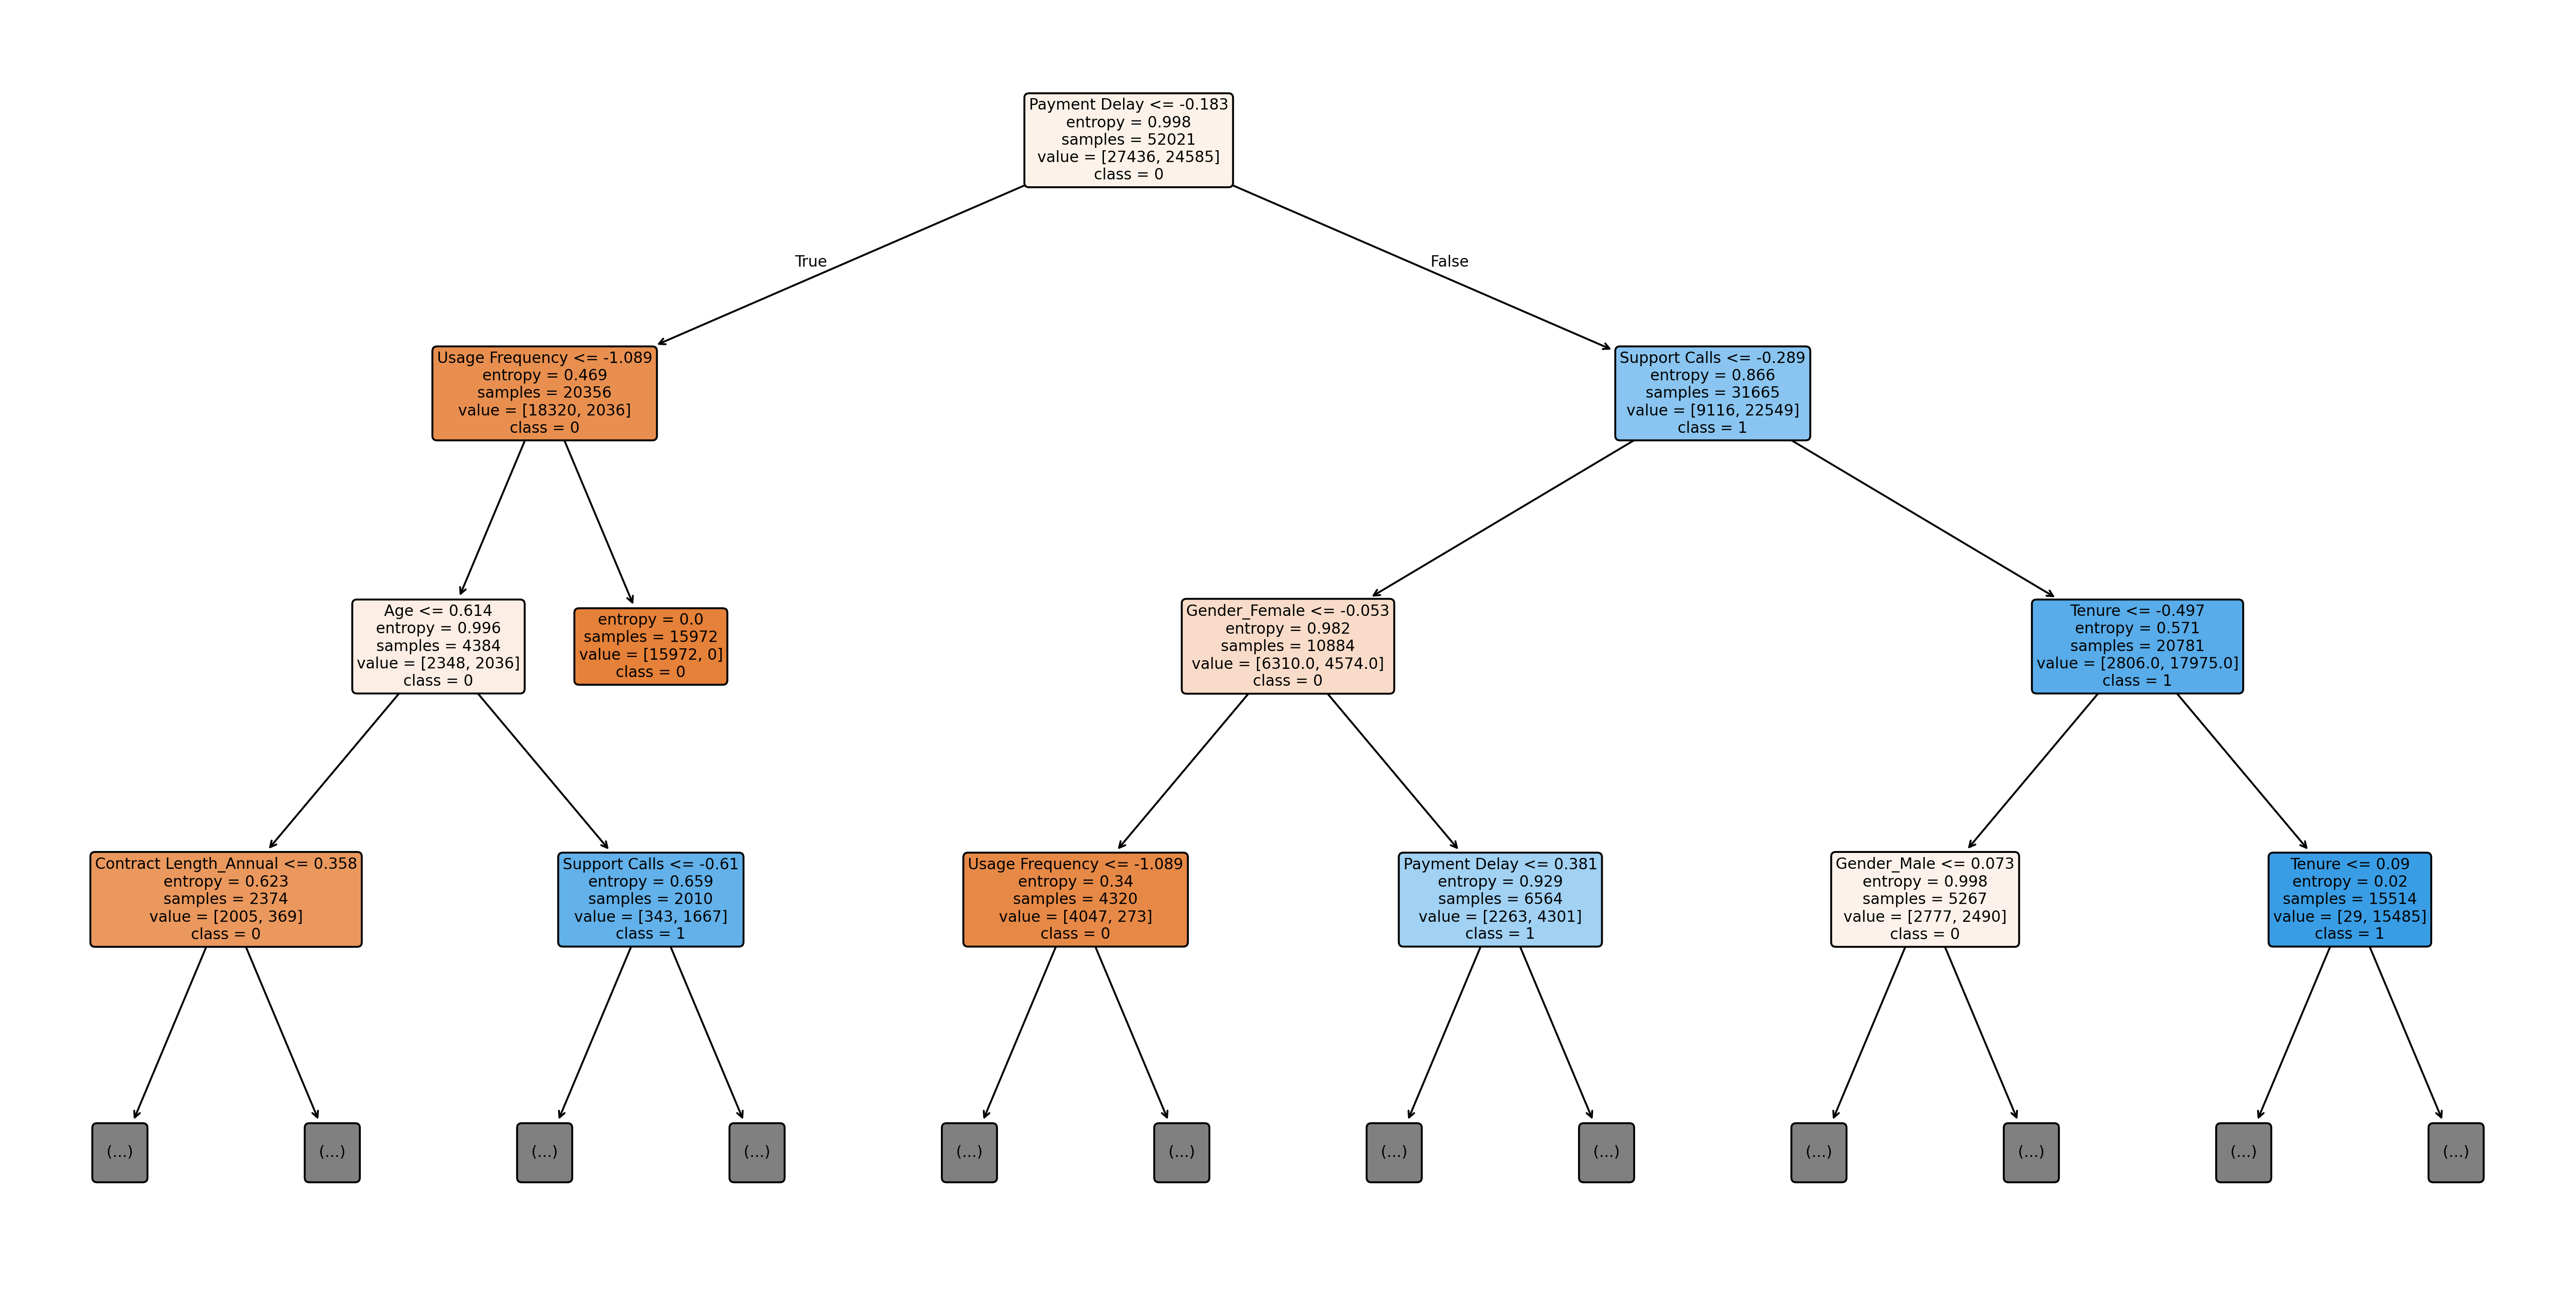 Payment Delay <= -0.183
entropy = 0.998
samples = 52021
value = [27436, 24585]
class = 0
True
False
Usage Frequency <= -1.089
entropy = 0.469
samples = 20356
value = [18320, 2036]
class = 0
Support Calls <= -0.289
entropy = 0.866
samples = 31665
value = [9116, 22549]
class = 1
Age <= 0.614
entropy = 0.996
samples = 4384
value = [2348, 2036]
class = 0
entropy = 0.0
samples = 15972
value = [15972, 0]
class = 0
Gender_Female <= -0.053
entropy = 0.982
samples = 10884
value = [6310.0, 4574.0]
class = 0
Tenure <= -0.497
entropy = 0.571
samples = 20781
value = [2806.0, 17975.0]
class = 1
Contract Length_Annual <= 0.358
entropy = 0.623
samples = 2374
value = [2005, 369]
class = 0
Support Calls <= -0.61
entropy = 0.659
samples = 2010
value = [343, 1667]
class = 1
Usage Frequency <= -1.089
entropy = 0.34
samples = 4320
value = [4047, 273]
class = 0
Payment Delay <= 0.381
entropy = 0.929
samples = 6564
value = [2263, 4301]
class = 1
Gender_Male <= 0.073
entropy = 0.998
samples = 5267
value = [2777, 2490]
class = 0
Tenure <= 0.09
entropy = 0.02
samples = 15514
value = [29, 15485]
class = 1
(...)
(...)
(...)
(...)
(...)
(...)
(...)
(...)
(...)
(...)
(...)
(...)